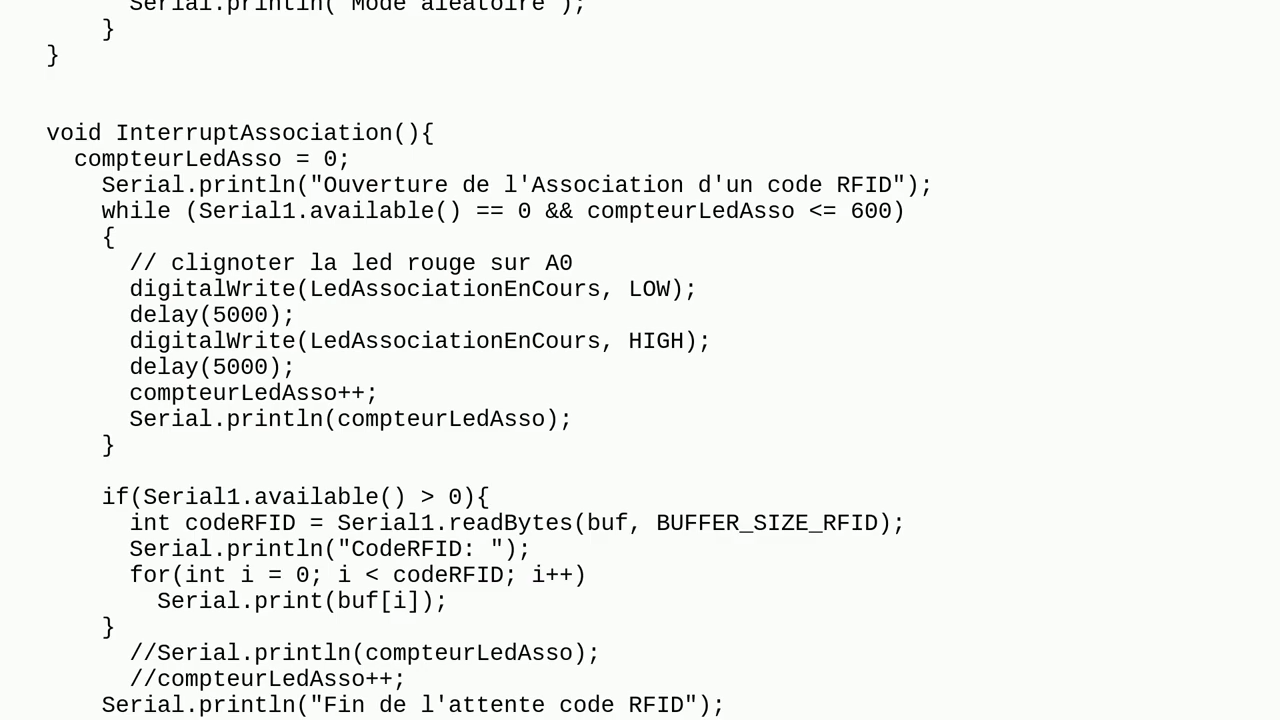 Serial.println("Mode aleatoire");
}
}
void InterruptAssociation(){
compteurLedAsso = 0;
Serial.println("Ouverture de l'Association d'un code RFID");
while (Serial1.available() == 0 && compteurLedAsso <= 600)
{
// clignoter la led rouge sur A0
digitalWrite(LedAssociationEnCours, LOW);
delay(5000);
digitalWrite(LedAssociationEnCours, HIGH);
delay(5000);
compteurLedAsso++;
Serial.println(compteurLedAsso);
}
if(Serial1.available() > 0){
int codeRFID = Serial1.readBytes(buf, BUFFER_SIZE_RFID);
Serial.println("CodeRFID: ");
for(int i = 0; i < codeRFID; i++)
Serial.print(buf[i]);
}
//Serial.println(compteurLedAsso);
//compteurLedAsso++;
Serial.println("Fin de l'attente code RFID");